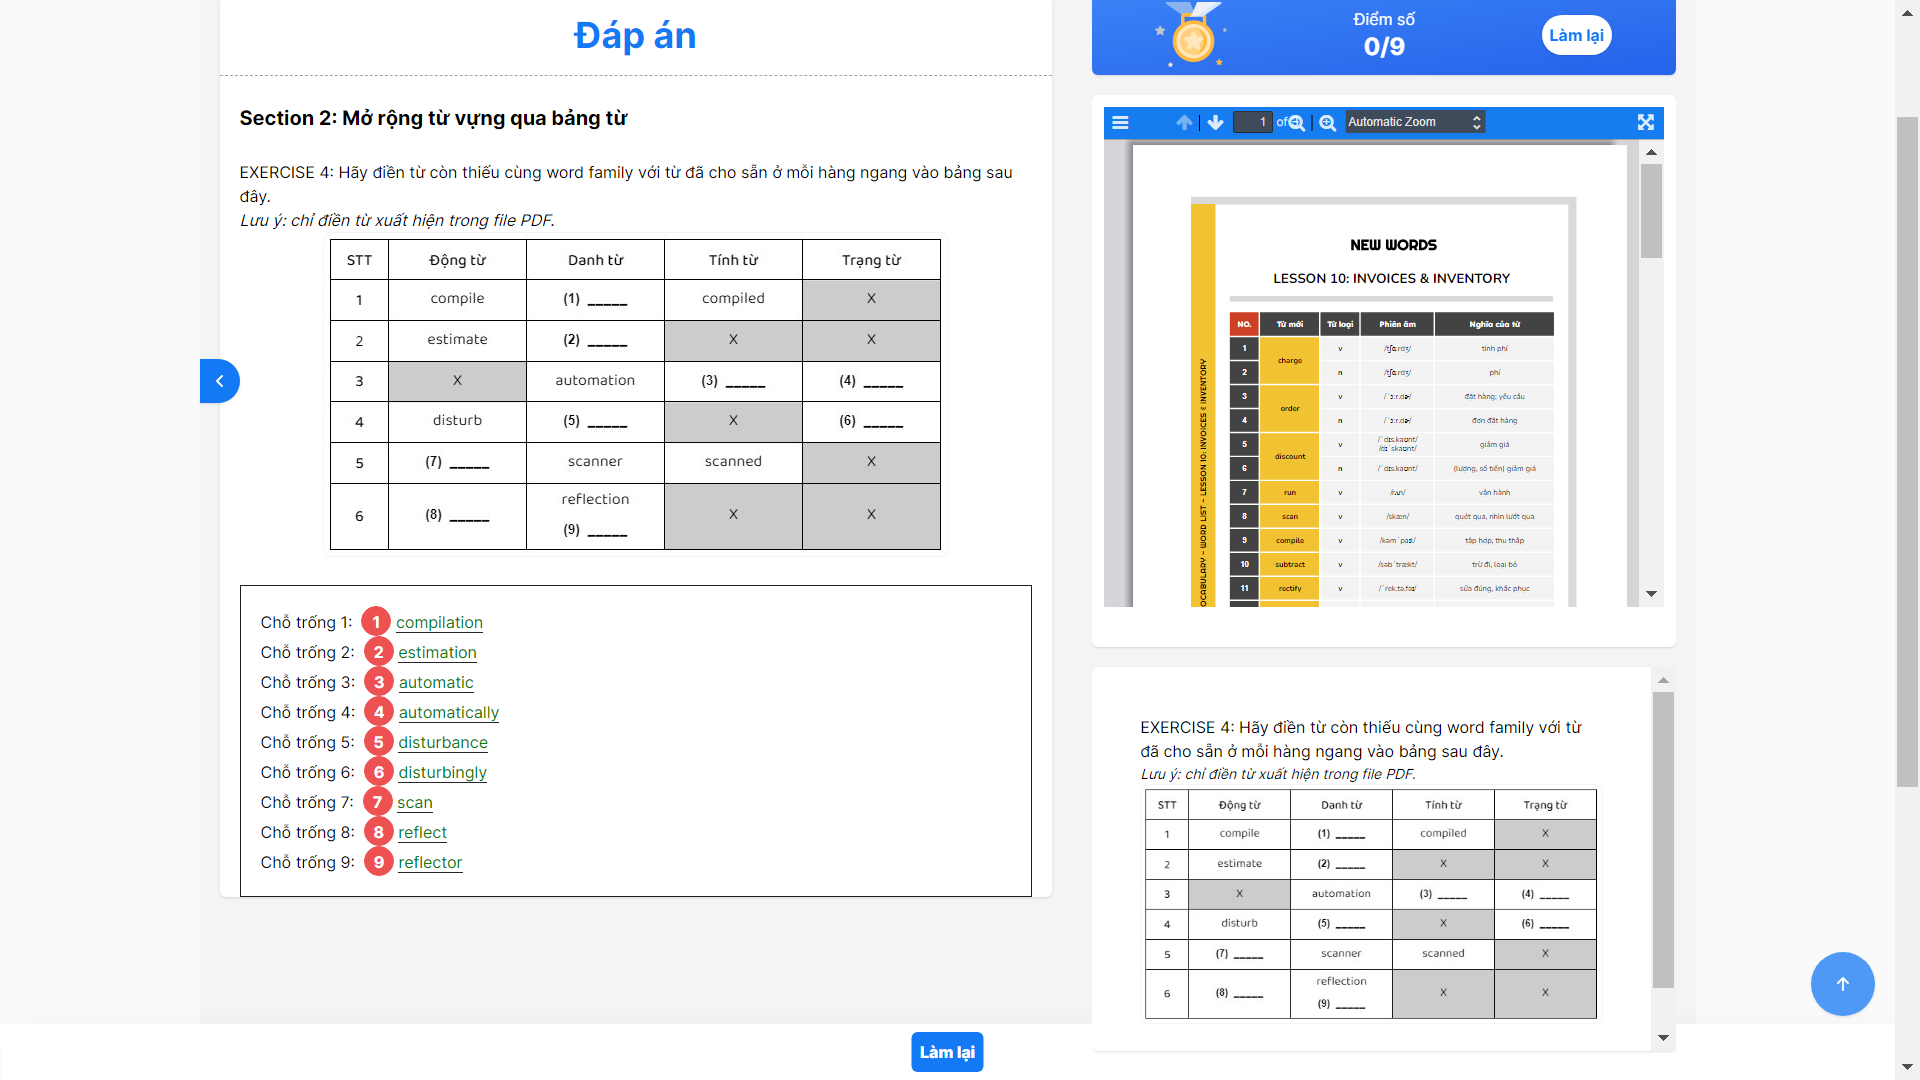 Đáp án
Section 2: Mở rộng từ vựng qua bảng từ
EXERCISE 4: Hãy điền từ còn thiếu cùng word family với từ đã cho sẵn ở mỗi hàng ngang vào bảng sau
đây.
Lưu ý: chỉ điền từ xuất hiện trong file PDF.
STT Động từ Danh từ Tính từ Trạng từ
1 compile (1) _____ compiled X
2 estimate (2) _____ X X
3 X automation (3) _____ (4) _____
4 disturb (5) _____ X (6) _____
5 (7) _____ scanner scanned X
6 (8) _____ reflection (9) _____ X X
Chỗ trống 1: 1 compilation
Chỗ trống 2: 2 estimation
Chỗ trống 3: 3 automatic
Chỗ trống 4: 4 automatically
Chỗ trống 5: 5 disturbance
Chỗ trống 6: 6 disturbingly
Chỗ trống 7: 7 scan
Chỗ trống 8: 8 reflect
Chỗ trống 9: 9 reflector
Làm lại
Điểm số
0/9
Làm lại
1 of Automatic Zoom
NEW WORDS
LESSON 10: INVOICES & INVENTORY
OCABULARY - WORD LIST - LESSON 10: INVOICES & INVENTORY
NO. Từ mới Từ loại Phiên âm Nghĩa của từ
1 charge v /tʃɑːrdʒ/ tính phí
2 n /tʃɑːrdʒ/ phí
3 order v /ˈɔːr.dɚ/ đặt hàng; yêu cầu
4 n /ˈɔːr.dɚ/ đơn đặt hàng
5 discount v /ˈdɪs.kaʊnt/ /dɪˈskaʊnt/ giảm giá
6 n /ˈdɪs.kaʊnt/ (lượng, số tiền) giảm giá
7 run v /rʌn/ vận hành
8 scan v /skæn/ quét qua, nhìn lướt qua
9 compile v /kəmˈpaɪl/ tập hợp, thu thập
10 subtract v /səbˈtrækt/ trừ đi, loại bỏ
11 rectify v /ˈrek.tə.faɪ/ sửa đúng, khắc phục
EXERCISE 4: Hãy điền từ còn thiếu cùng word family với từ
đã cho sẵn ở mỗi hàng ngang vào bảng sau đây.
Lưu ý: chỉ điền từ xuất hiện trong file PDF.
STT Động từ Danh từ Tính từ Trạng từ
1 compile (1) _____ compiled X
2 estimate (2) _____ X X
3 X automation (3) _____ (4) _____
4 disturb (5) _____ X (6) _____
5 (7) _____ scanner scanned X
6 (8) _____ reflection (9) _____ X X